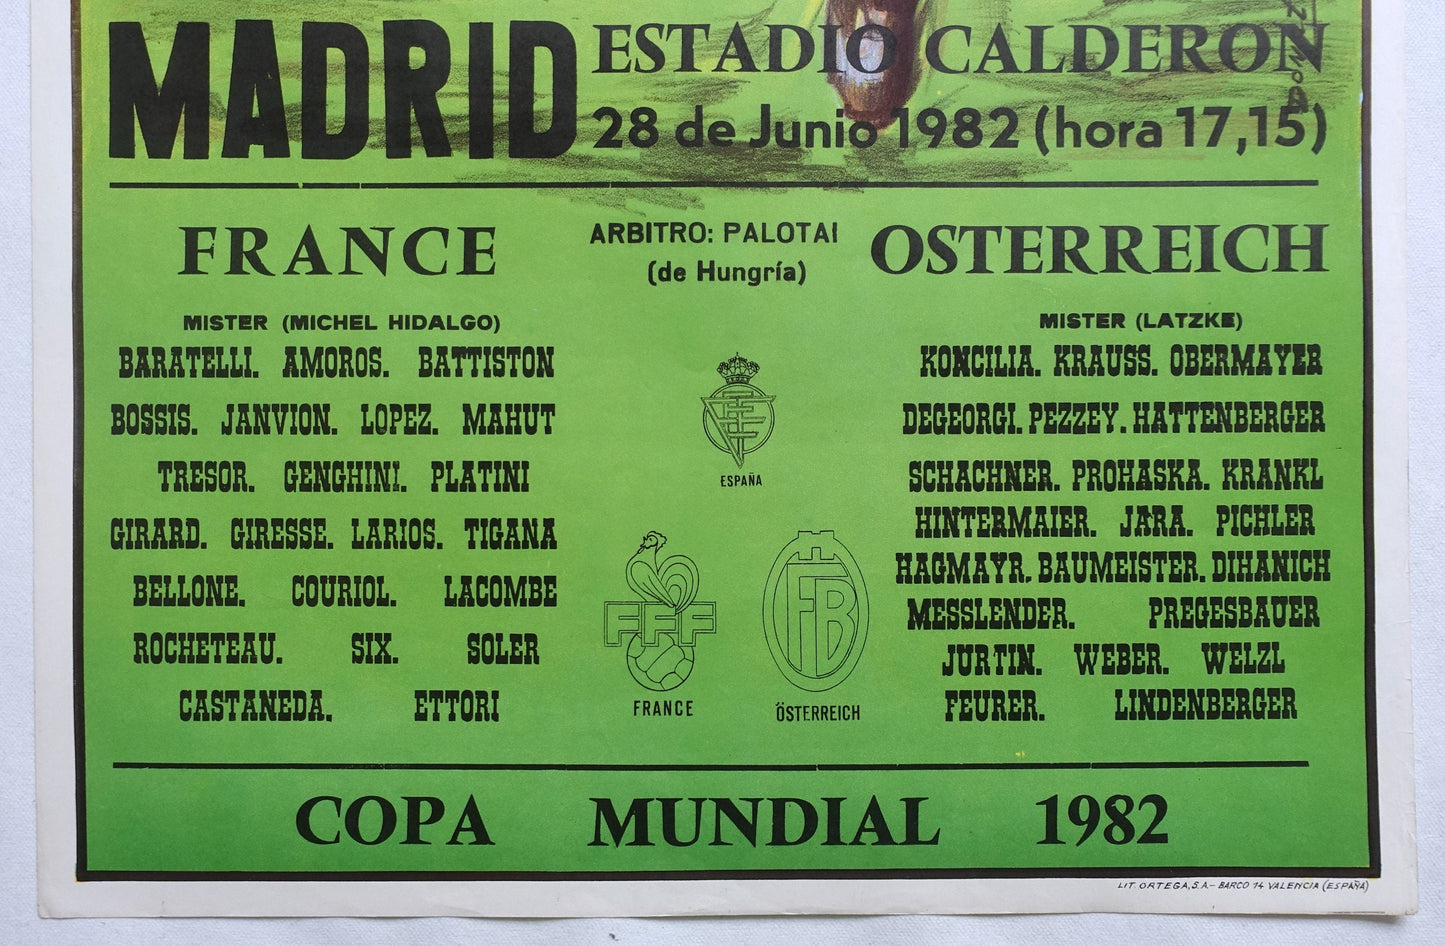 MADRID
ESTADIO CALDERON
28 de Junio 1982 (hora 17,15)
FRANCE
MISTER (MICHEL HIDALGO)
BARATELLI. AMOROS. BATTISTON
BOSSIS. JANVION. LOPEZ. MAHUT
TRESOR. GENGHINI. PLATINI
GIRARD. GIRESSE. LARIOS. TIGANA
BELLONE. COURIOL. LACOMBE
ROCHETEAU. SIX. SOLER
CASTANEDA. ETTORI
ARBITRO: PALOTAI
(de Hungría)
ESPAÑA
FFF
FRANCE
ÖFB
ÖSTERREICH
OSTERREICH
MISTER (LATZKE)
KONCILIA. KRAUSS. OBERMAYER
DEGEORGI. PEZZEY. HATTENBERGER
SCHACHNER. PROHASKA. KRANKL
HINTERMAIER. JARA. PICHLER
HAGMAYR. BAUMEISTER. DIHANICH
MESSLENDER. PREGESBAUER
JURTIN. WEBER. WELZL
FEURER. LINDENBERGER
COPA MUNDIAL 1982
LIT. ORTEGA, S.A. - BARCO 14 VALENCIA (ESPAÑA)